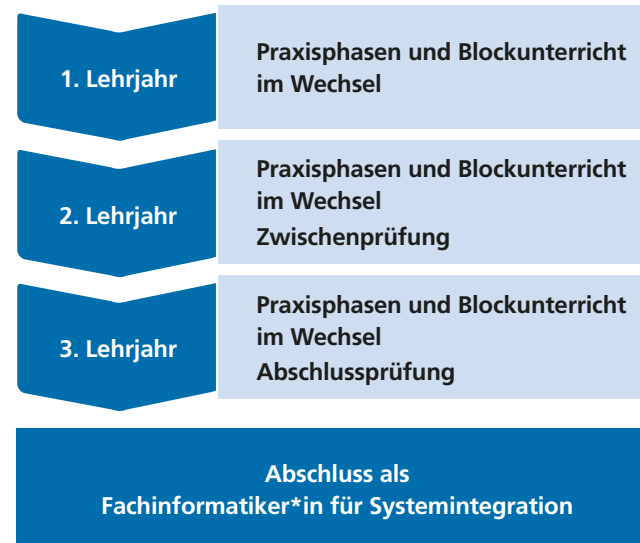 1. Lehrjahr
Praxisphasen und Blockunterricht
im Wechsel
2. Lehrjahr
Praxisphasen und Blockunterricht
im Wechsel
Zwischenprüfung
3. Lehrjahr
Praxisphasen und Blockunterricht
im Wechsel
Abschlussprüfung
Abschluss als
Fachinformatiker*in für Systemintegration